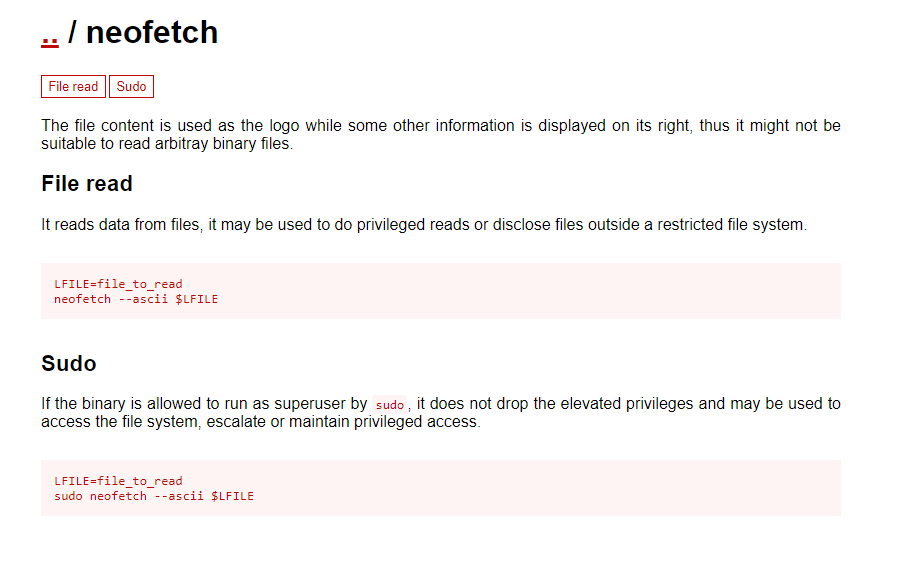 .. / neofetch
File read Sudo
The file content is used as the logo while some other information is displayed on its right, thus it might not be
suitable to read arbitray binary files.
File read
It reads data from files, it may be used to do privileged reads or disclose files outside a restricted file system.
LFILE=file_to_read
neofetch --ascii $LFILE
Sudo
If the binary is allowed to run as superuser by sudo, it does not drop the elevated privileges and may be used to
access the file system, escalate or maintain privileged access.
LFILE=file_to_read
sudo neofetch --ascii $LFILE